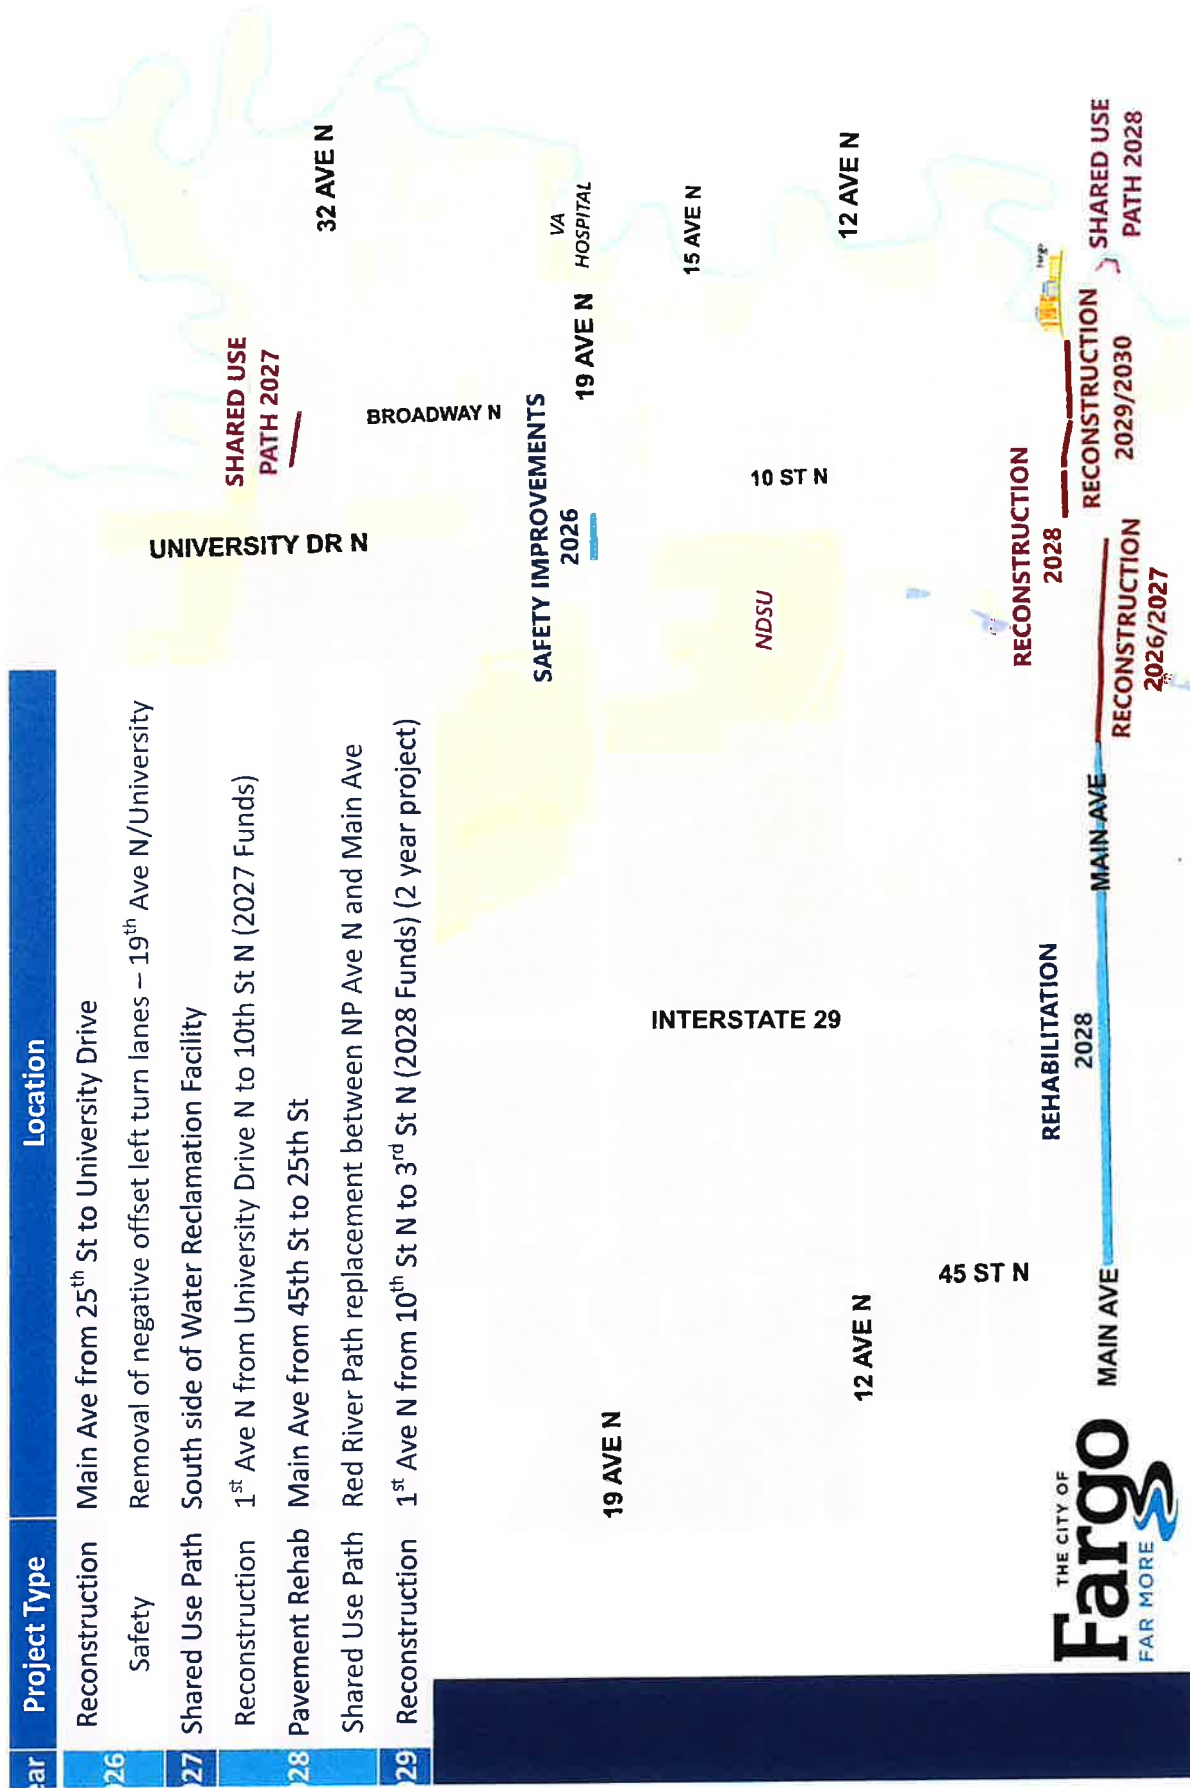 ear Project Type Location
026 Reconstruction Main Ave from 25th St to University Drive
Safety Removal of negative offset left turn lanes – 19th Ave N/University
027 Shared Use Path South side of Water Reclamation Facility
028 Reconstruction 1st Ave N from University Drive N to 10th St N (2027 Funds)
Pavement Rehab Main Ave from 45th St to 25th St
Shared Use Path Red River Path replacement between NP Ave N and Main Ave
029 Reconstruction 1st Ave N from 10th St N to 3rd St N (2028 Funds) (2 year project)
UNIVERSITY DR N
SHARED USE
PATH 2027
32 AVE N
BROADWAY N
SAFETY IMPROVEMENTS
2026
19 AVE N
VA
HOSPITAL
19 AVE N
INTERSTATE 29
NDSU
10 ST N
15 AVE N
12 AVE N
12 AVE N
45 ST N
REHABILITATION
2028
RECONSTRUCTION
2028
MAIN AVE
MAIN AVE
RECONSTRUCTION
2026/2027
RECONSTRUCTION
2029/2030
SHARED USE
PATH 2028
THE CITY OF
Fargo
FAR MORE